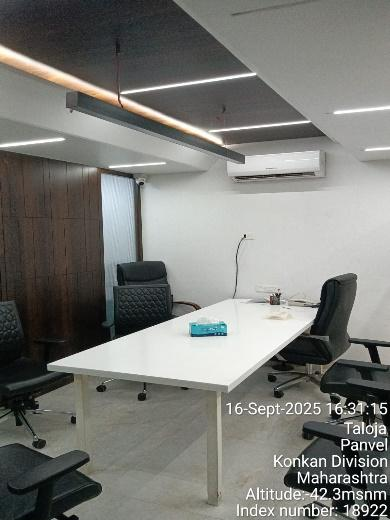 16-Sept-2025 16:31:15
Taloja
Panvel
Konkan Division
Maharashtra
Altitude:-42.3msnm
Index number: 18922